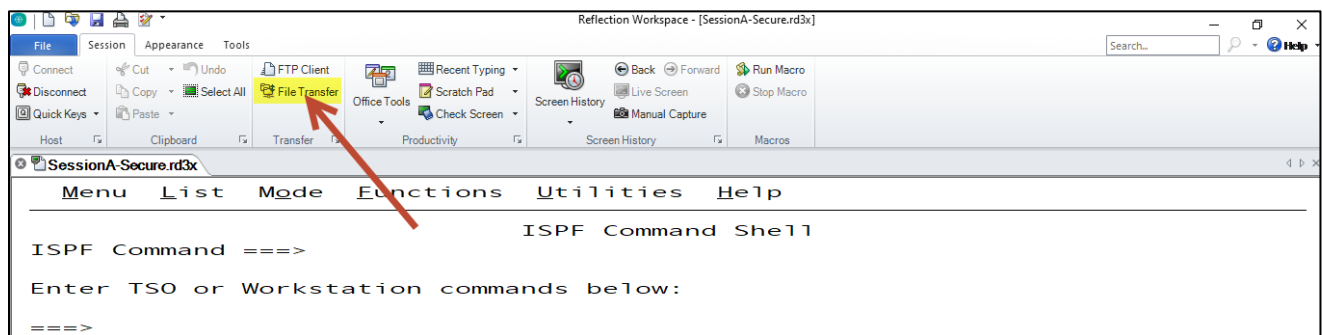 Reflection Workspace - [SessionA-Secure.rd3x]
File Session Appearance Tools Search... Help
Connect Cut Undo FTP Client Recent Typing Back Forward Run Macro
Disconnect Copy Select All File Transfer Office Tools Scratch Pad Screen History Live Screen Stop Macro
Quick Keys Paste Check Screen Manual Capture
Host Clipboard Transfer Productivity Screen History Macros
SessionA-Secure.rd3x
Menu List Mode Functions Utilities Help
ISPF Command Shell
ISPF Command ===>
Enter TSO or Workstation commands below:
===>